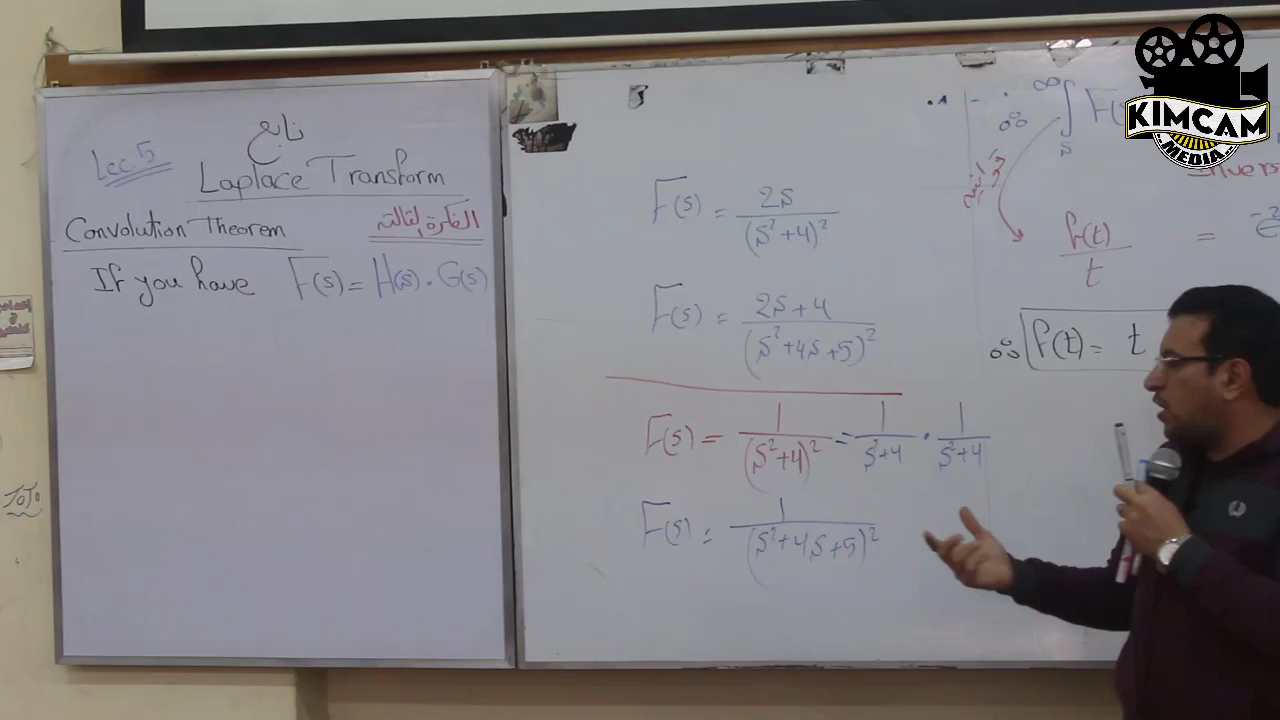 Lec. 5
تابع
Laplace Transform
Convolution Theorem الفكرة الثالثة
If you have F(s) = H(s) . G(s)
F(s) = 2s / (s²+4)²
F(s) = 2s+4 / (s²+4s+5)²
F(s) = 1 / (s²+4)² = 1 / s²+4 . 1 / s²+4
F(s) = 1 / (s²+4s+5)²
∴ ∫ ∞ s F(s
f(t) / t = e⁻²
∴ f(t) = t
KIMCAM
MEDIA
JoJo